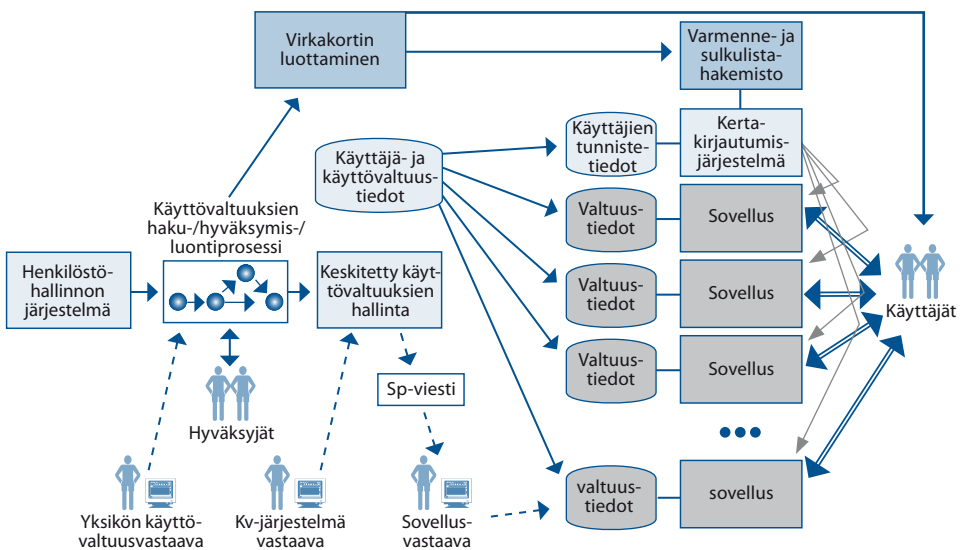 Virkakortin
luottaminen
Varmenne- ja
sulkulista-
hakemisto
Käyttäjä- ja
käyttövaltuus-
tiedot
Käyttäjien
tunniste-
tiedot
Kerta-
kirjautumis-
järjestelmä
Käyttövaltuuksien
haku-/hyväksymis-/
luontiprosessi
Valtuus-
tiedot
Sovellus
Henkilöstö-
hallinnon
järjestelmä
Keskitetty käyt-
tövaltuuksien
hallinta
Valtuus-
tiedot
Sovellus
Käyttäjät
Valtuus-
tiedot
Sovellus
Sp-viesti
Hyväksyjät
valtuus-
tiedot
sovellus
Yksikön käyttö-
valtuusvastaava
Kv-järjestelmä
vastaava
Sovellus-
vastaava